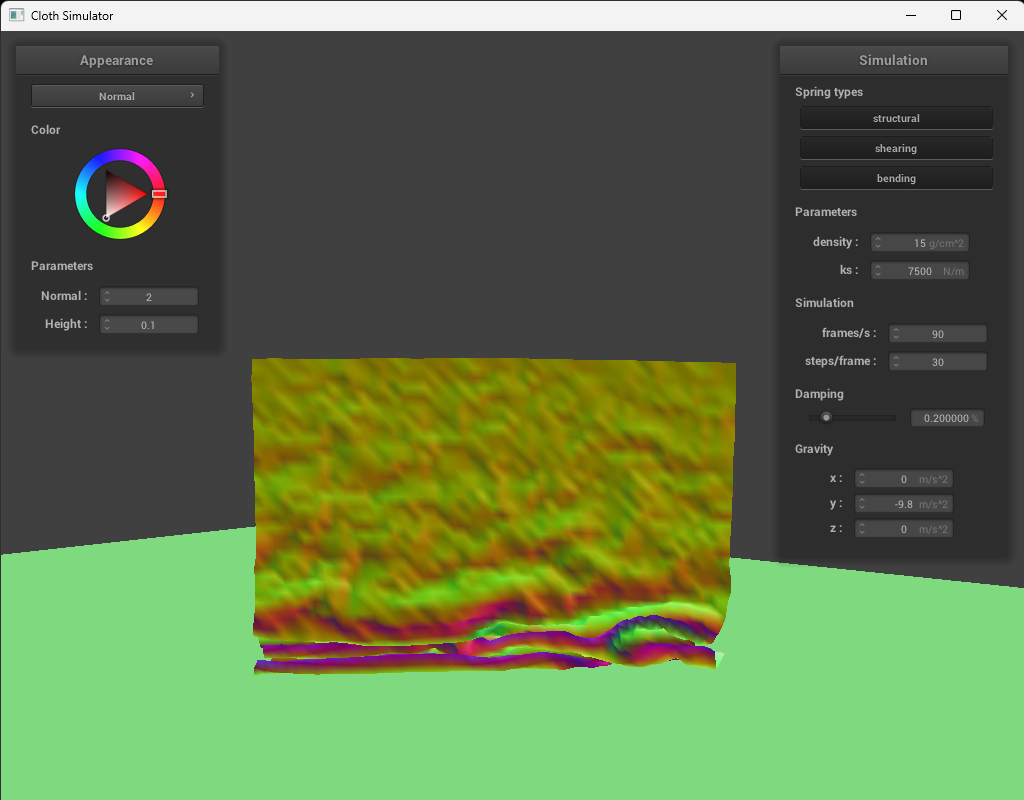 Cloth Simulator
Appearance
Normal
Color
Parameters
Normal : 2
Height : 0.1
Simulation
Spring types
structural
shearing
bending
Parameters
density : 15 g/cm^2
ks : 7500 N/m
Simulation
frames/s : 90
steps/frame : 30
Damping
0.200000 %
Gravity
x : 0 m/s^2
y : -9.8 m/s^2
z : 0 m/s^2